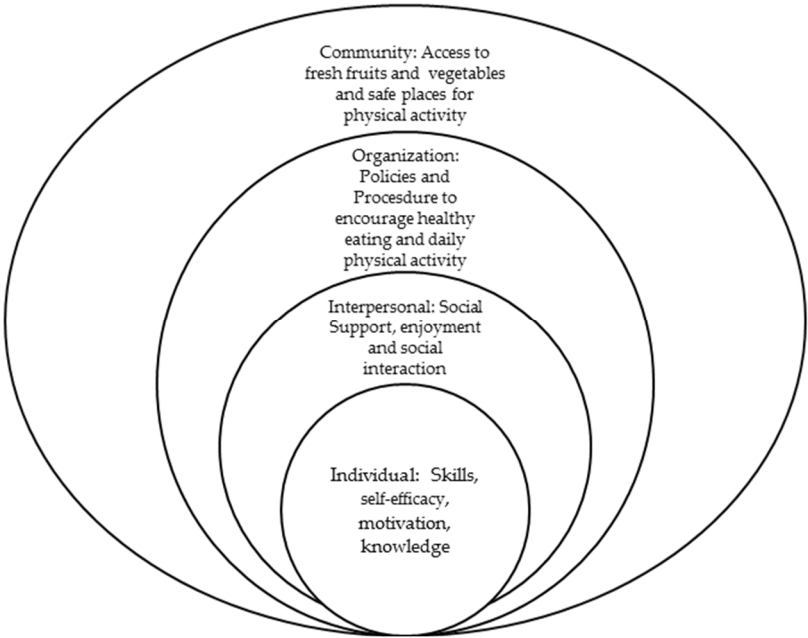 Community: Access to
fresh fruits and vegetables
and safe places for
physical activity
Organization:
Policies and
Procesdure to
encourage healthy
eating and daily
physical activity
Interpersonal: Social
Support, enjoyment
and social
interaction
Individual: Skills,
self-efficacy,
motivation,
knowledge